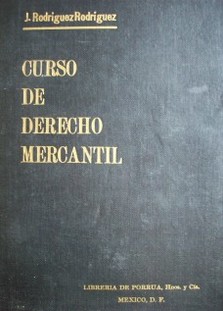 J. Rodríguez Rodríguez
CURSO
DE
DERECHO
MERCANTIL
LIBRERIA DE PORRUA, Hnos. y Cía.
MEXICO, D. F.